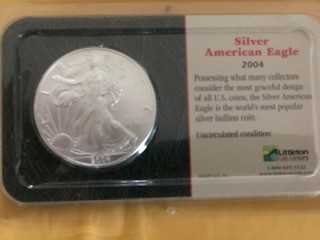 Silver
American Eagle
2004
Possessing what many collectors
consider the most graceful design
of all U.S. coins, the Silver American
Eagle is the world's most popular
silver bullion coin.
Uncirculated condition
Littleton